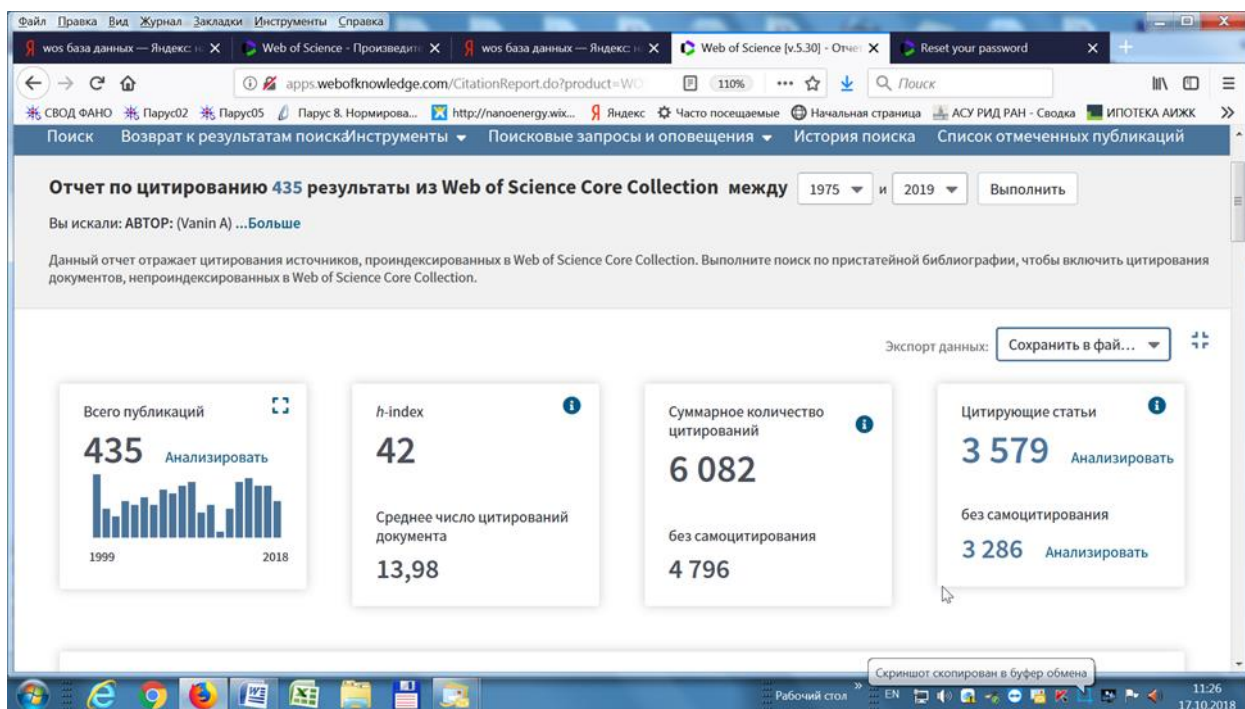 Файл Правка Вид Журнал Закладки Инструменты Справка
wos база данных — Яндекс: н
Web of Science - Произведите
wos база данных — Яндекс: н
Web of Science [v.5.30] - Отчет
Reset your password
apps.webofknowledge.com/CitationReport.do?product=WO
110%
Поиск
СВОД ФАНО Парус02 Парус05 Парус 8. Нормирова... http://nanoenergy.wix... Яндекс Часто посещаемые Начальная страница АСУ РИД РАН - Сводка ИПОТЕКА АИЖК
Поиск Возврат к результатам поиска Инструменты Поисковые запросы и оповещения История поиска Список отмеченных публикаций
Отчет по цитированию 435 результаты из Web of Science Core Collection между 1975 и 2019 Выполнить
Вы искали: АВТОР: (Vanin A) ...Больше
Данный отчет отражает цитирования источников, проиндексированных в Web of Science Core Collection. Выполните поиск по пристатейной библиографии, чтобы включить цитирования
документов, непроиндексированных в Web of Science Core Collection.
Экспорт данных: Сохранить в фай...
Всего публикаций
435 Анализировать
1999 2018
h-index
42
Среднее число цитирований
документа
13,98
Суммарное количество
цитирований
6 082
без самоцитирования
4 796
Цитирующие статьи
3 579 Анализировать
без самоцитирования
3 286 Анализировать
Скриншот скопирован в буфер обмена
Рабочий стол EN 11:26
17.10.2018